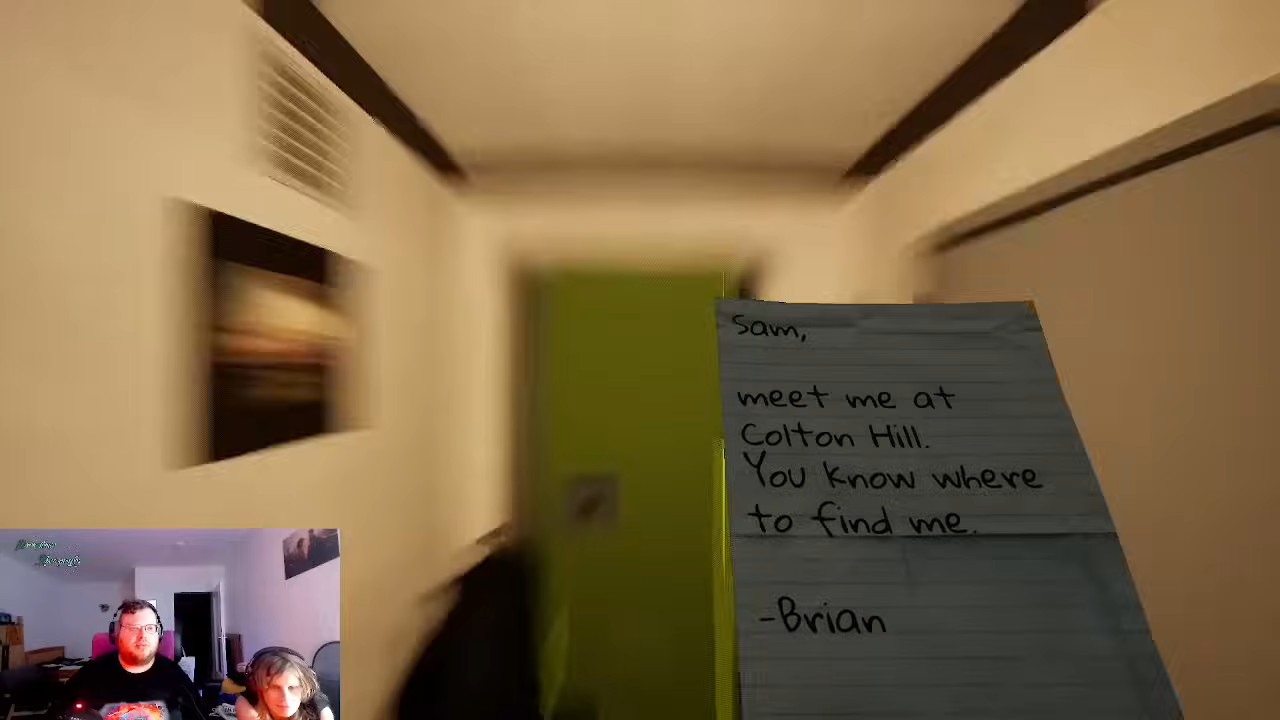 Sam,
meet me at
Colton Hill.
You know where
to find me.
-Brian